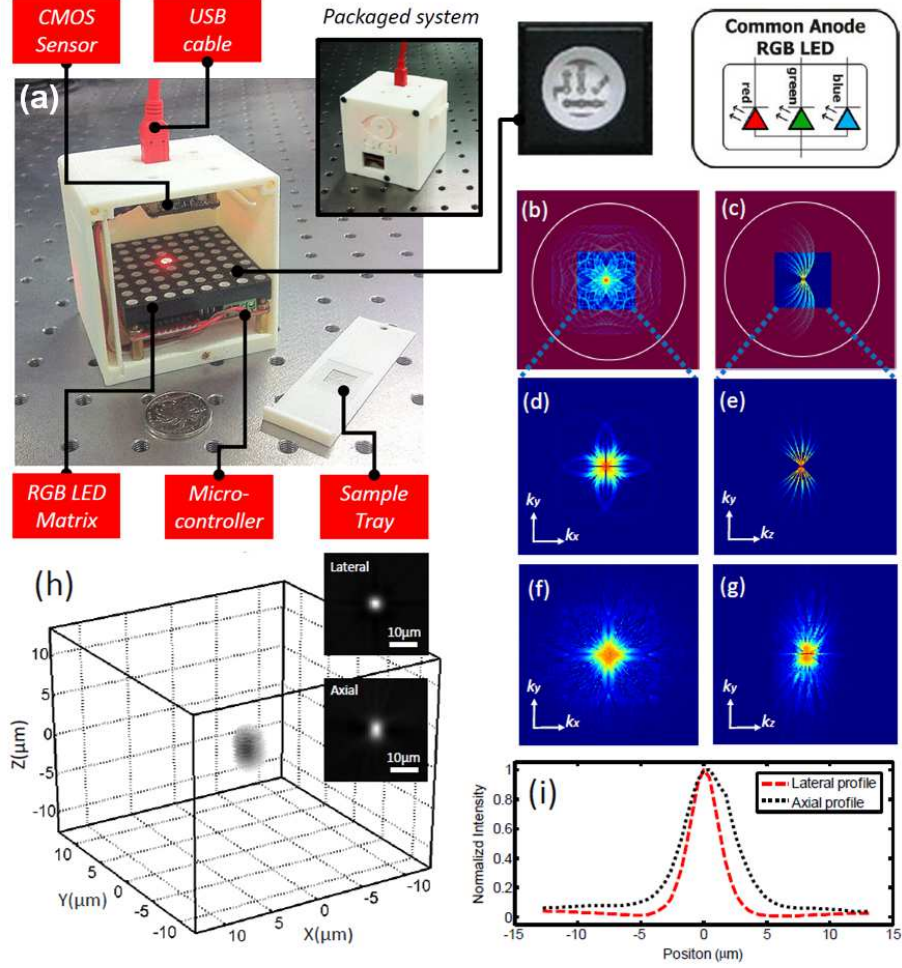 CMOS
Sensor
USB
cable
Packaged system
Common Anode
RGB LED
red
green
blue
(a)
(b)
(c)
(d)
ky
kx
(e)
ky
kz
RGB LED
Matrix
Micro-
controller
Sample
Tray
(f)
ky
kx
(g)
ky
kz
(h)
Lateral
10μm
Axial
10μm
Z(μm)
10
5
0
-5
-10
Y(μm)
10
5
0
-5
-10
X(μm)
10
5
0
-5
-10
(i)
Lateral profile
Axial profile
Normalizd Intensity
1
0.8
0.6
0.4
0.2
0
-15
-10
-5
0
5
10
15
Positon (μm)